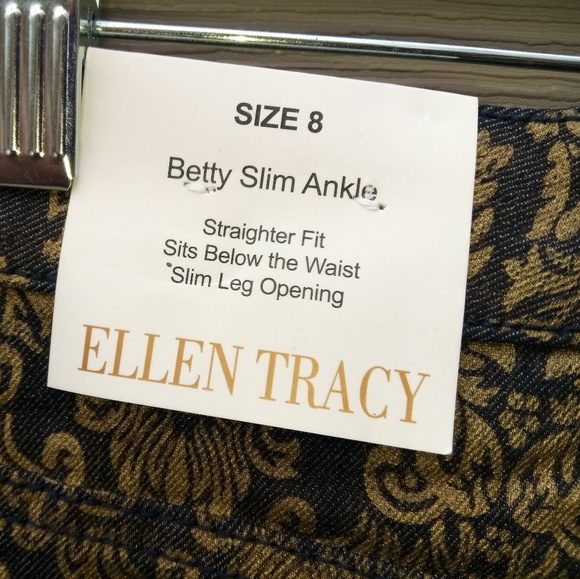 SIZE 8
Betty Slim Ankle
Straighter Fit
Sits Below the Waist
Slim Leg Opening
ELLEN TRACY